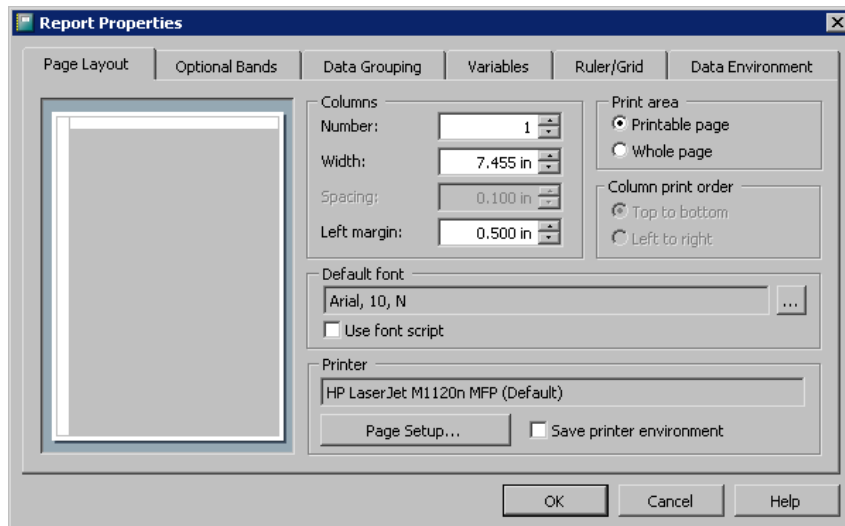 Report Properties
Page Layout
Optional Bands
Data Grouping
Variables
Ruler/Grid
Data Environment
Columns
Number:
1
Width:
7.455 in
Spacing:
0.100 in
Left margin:
0.500 in
Print area
Printable page
Whole page
Column print order
Top to bottom
Left to right
Default font
Arial, 10, N
...
Use font script
Printer
HP LaserJet M1120n MFP (Default)
Page Setup...
Save printer environment
OK
Cancel
Help